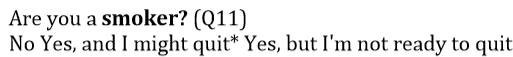 Are you a smoker? (Q11)
No Yes, and I might quit* Yes, but I'm not ready to quit